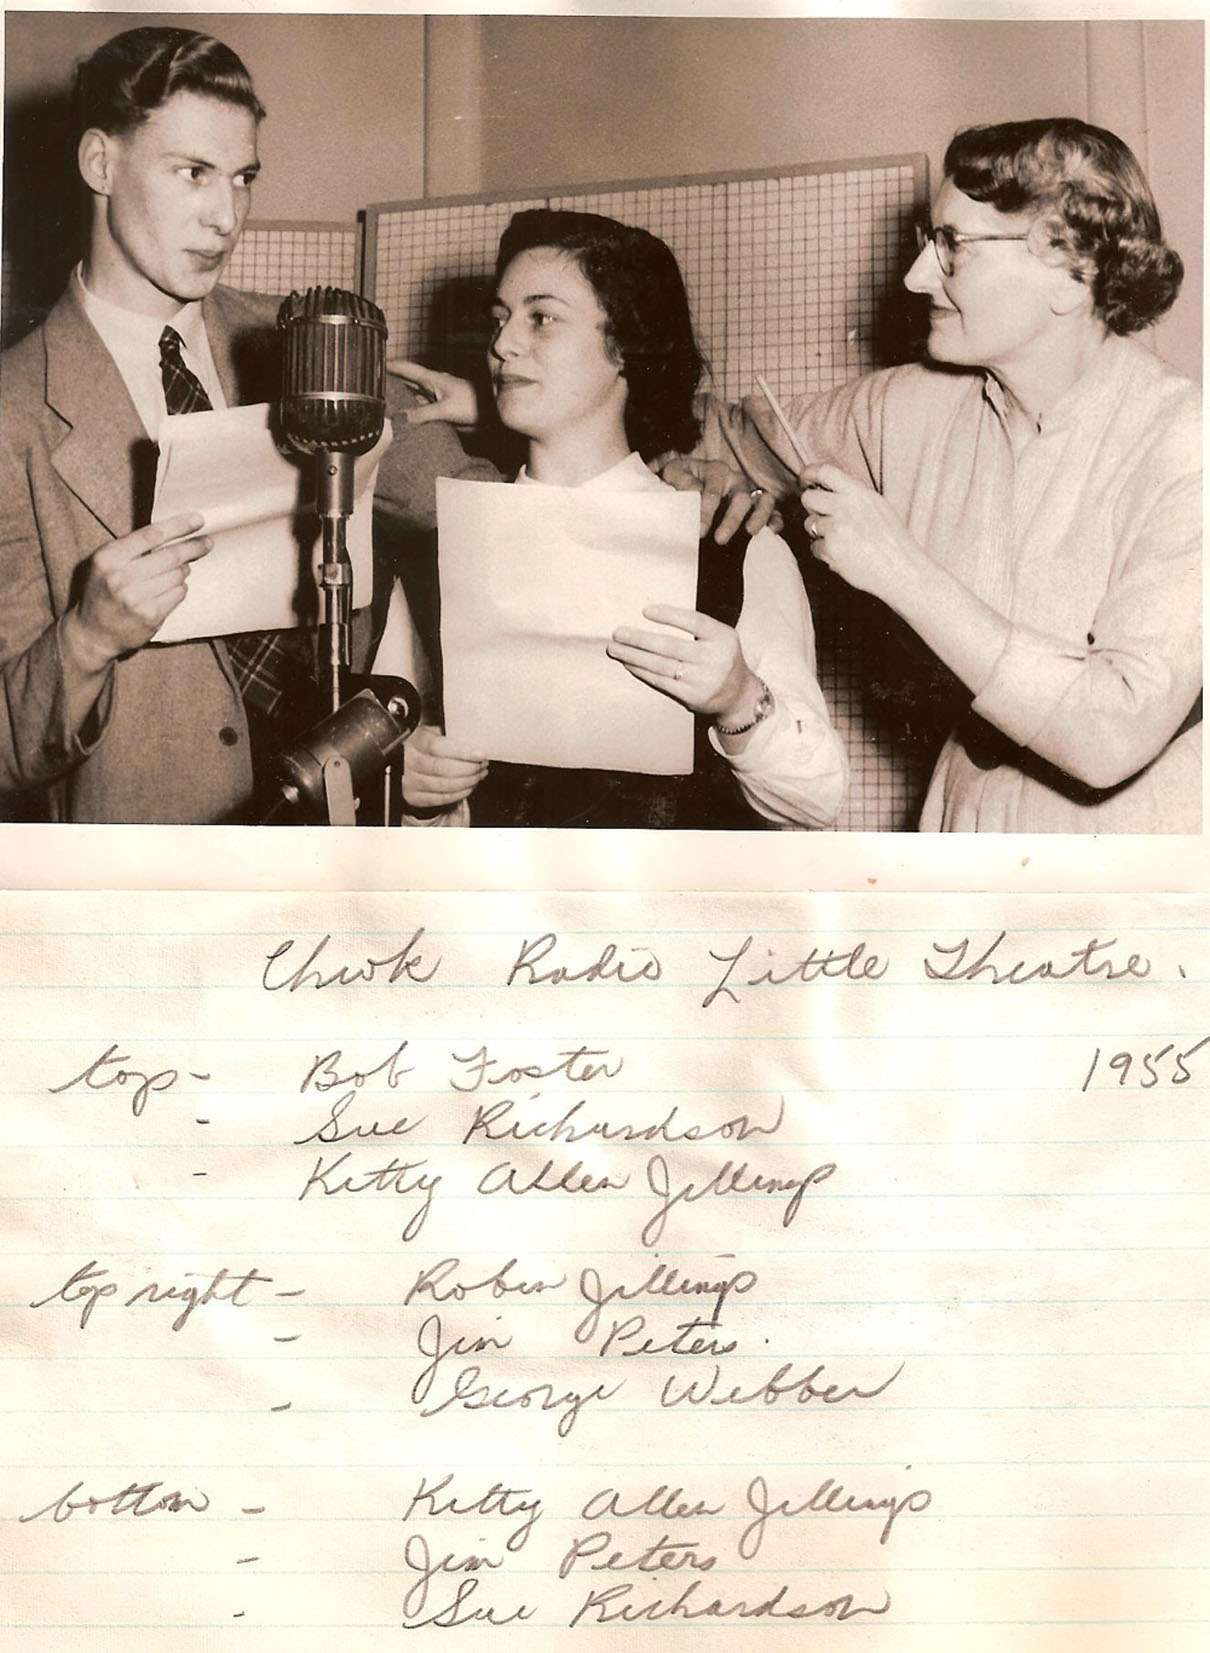 Chwk Radio Little Theatre.
top - Bob Foster 1955
- Sue Richardson
- Kitty Allen Jillings
top right - Robin Jillings
- Jim Peters.
- George Webber
bottom - Kitty Allen Jillings
- Jim Peters
- Sue Richardson